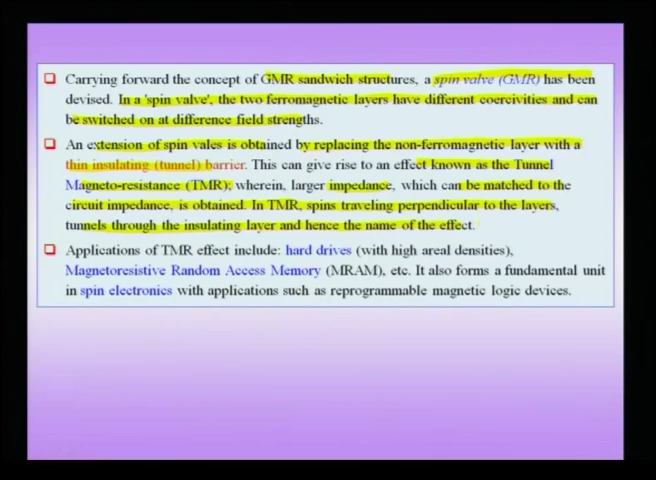 Carrying forward the concept of GMR sandwich structures, a spin valve (GMR) has been
devised. In a 'spin valve', the two ferromagnetic layers have different coercivities and can
be switched on at difference field strengths.
An extension of spin vales is obtained by replacing the non-ferromagnetic layer with a
thin insulating (tunnel) barrier. This can give rise to an effect known as the Tunnel
Magneto-resistance (TMR); wherein, larger impedance, which can be matched to the
circuit impedance, is obtained. In TMR, spins traveling perpendicular to the layers,
tunnels through the insulating layer and hence the name of the effect.
Applications of TMR effect include: hard drives (with high areal densities),
Magnetoresistive Random Access Memory (MRAM), etc. It also forms a fundamental unit
in spin electronics with applications such as reprogrammable magnetic logic devices.